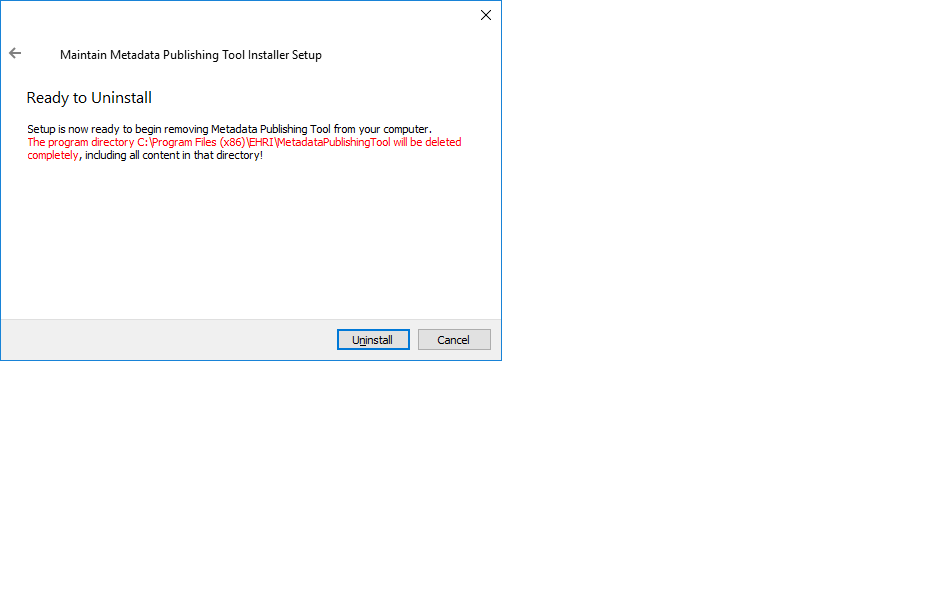 Maintain Metadata Publishing Tool Installer Setup
Ready to Uninstall
Setup is now ready to begin removing Metadata Publishing Tool from your computer.
The program directory C:\Program Files (x86)\EHRI\MetadataPublishingTool will be deleted
completely, including all content in that directory!
Uninstall
Cancel